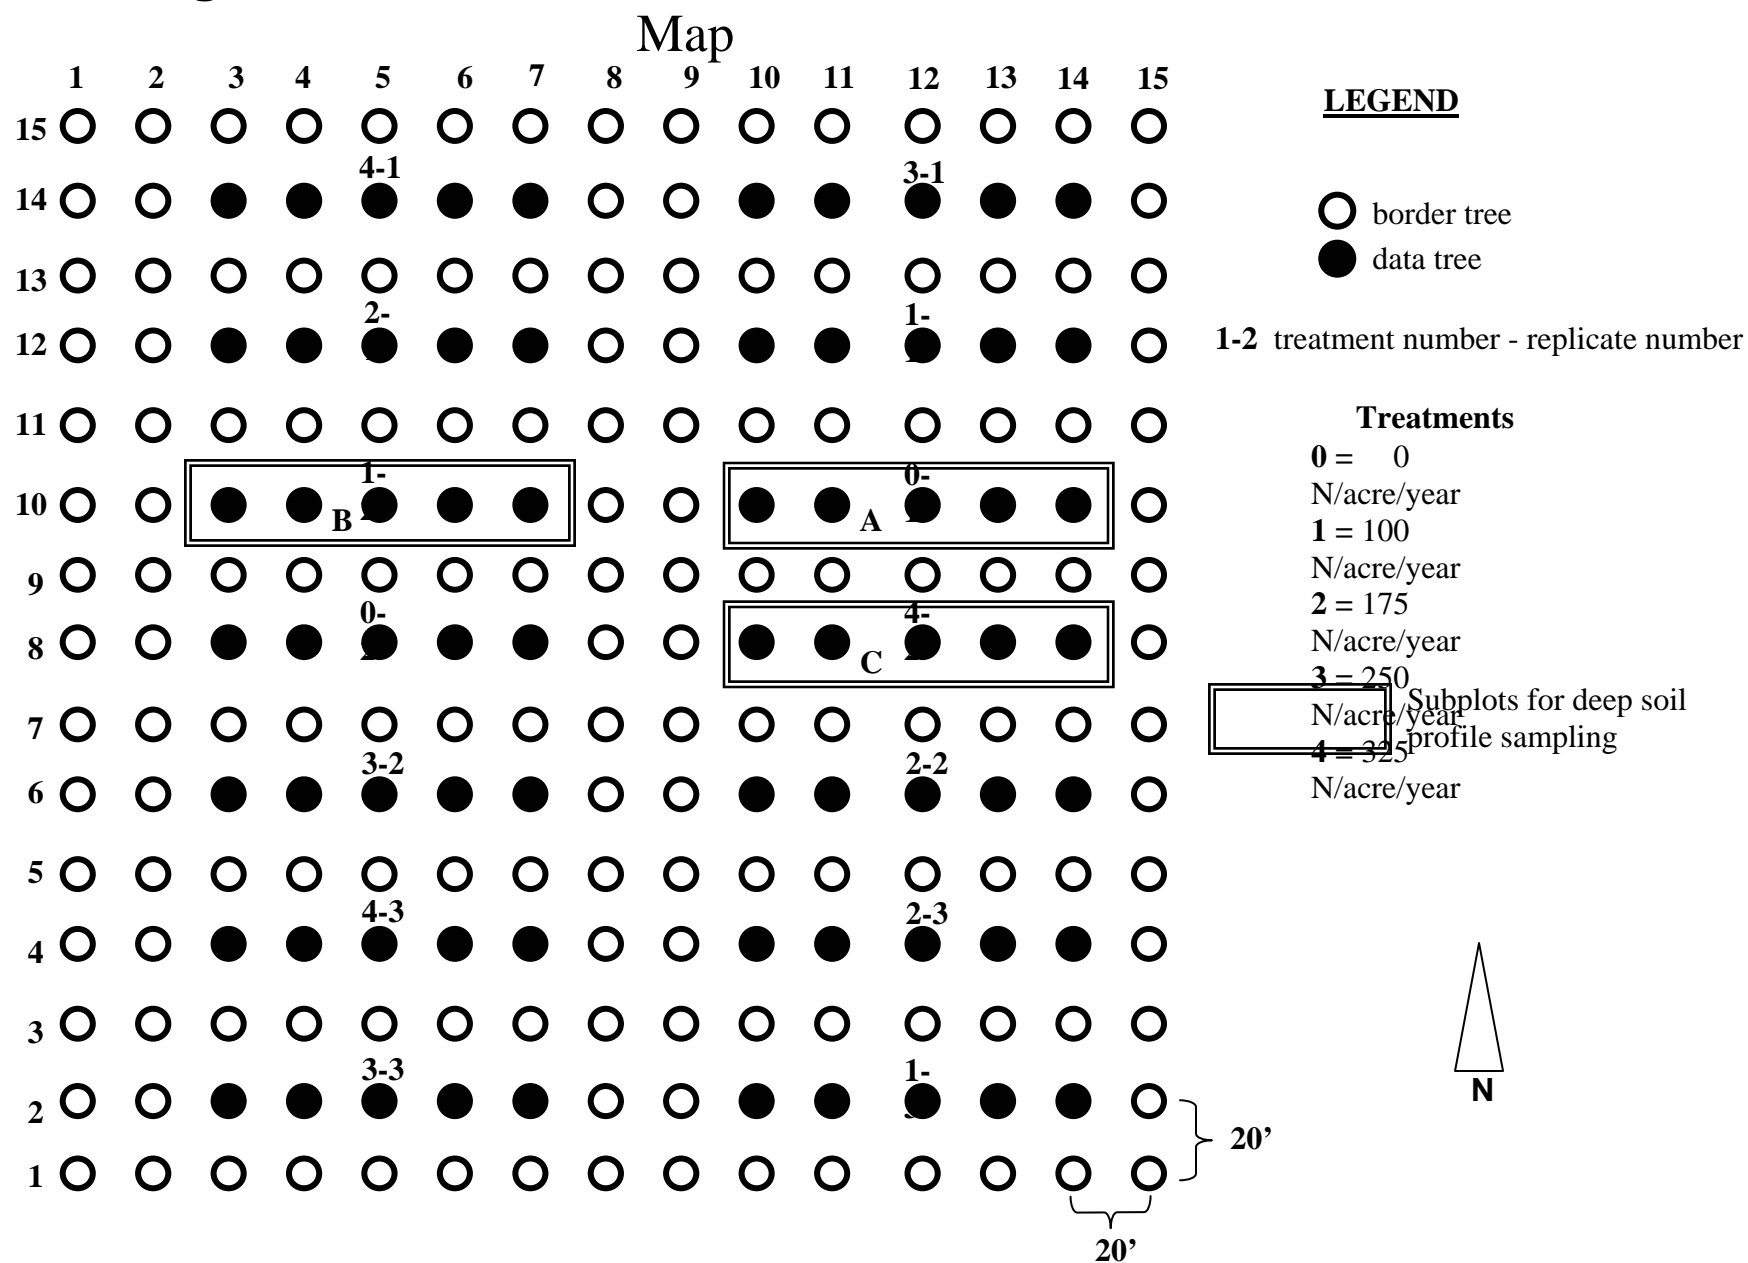 Map
1 2 3 4 5 6 7 8 9 10 11 12 13 14 15
15
4-1 3-1
14
13
2- 1-
12
11
1- 0-
10 B A
9
0- 4-
8 C
7
3-2 2-2
6
5
4-3 2-3
4
3
3-3 1-
2
1
20’
20’
LEGEND
border tree
data tree
1-2 treatment number - replicate number
Treatments
0 = 0
N/acre/year
1 = 100
N/acre/year
2 = 175
N/acre/year
3 = 250
N/acre/year
4 = 325
N/acre/year
Subplots for deep soil
profile sampling
N